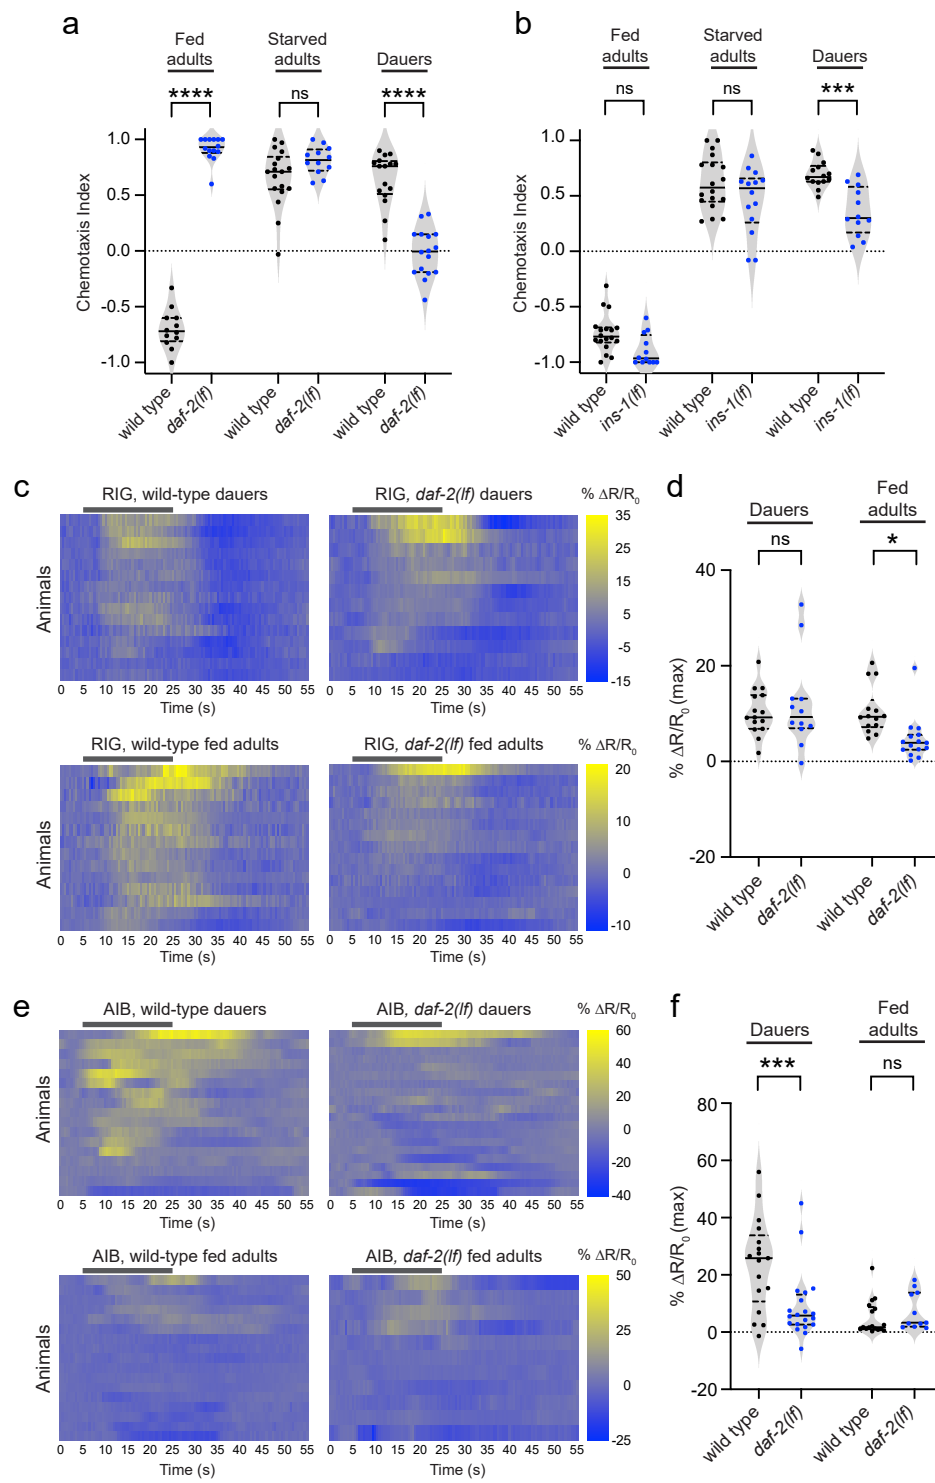 a
Fed adults
Starved adults
Dauers
****
ns
****
Chemotaxis Index
1.0
0.5
0.0
-0.5
-1.0
wild type
daf-2(lf)
wild type
daf-2(lf)
wild type
daf-2(lf)
b
Fed adults
Starved adults
Dauers
ns
ns
***
Chemotaxis Index
1.0
0.5
0.0
-0.5
-1.0
wild type
ins-1(lf)
wild type
ins-1(lf)
wild type
ins-1(lf)
c
RIG, wild-type dauers
RIG, daf-2(lf) dauers
% ΔR/R0
35
25
15
5
-5
-15
Animals
0 5 10 15 20 25 30 35 40 45 50 55
Time (s)
0 5 10 15 20 25 30 35 40 45 50 55
Time (s)
RIG, wild-type fed adults
RIG, daf-2(lf) fed adults
% ΔR/R0
20
10
0
-10
Animals
0 5 10 15 20 25 30 35 40 45 50 55
Time (s)
0 5 10 15 20 25 30 35 40 45 50 55
Time (s)
d
Dauers
Fed adults
ns
*
% ΔR/R0 (max)
40
20
0
-20
wild type
daf-2(lf)
wild type
daf-2(lf)
e
AIB, wild-type dauers
AIB, daf-2(lf) dauers
% ΔR/R0
60
40
20
0
-20
-40
Animals
0 5 10 15 20 25 30 35 40 45 50 55
Time (s)
0 5 10 15 20 25 30 35 40 45 50 55
Time (s)
AIB, wild-type fed adults
AIB, daf-2(lf) fed adults
% ΔR/R0
50
25
0
-25
Animals
0 5 10 15 20 25 30 35 40 45 50 55
Time (s)
0 5 10 15 20 25 30 35 40 45 50 55
Time (s)
f
Dauers
Fed adults
***
ns
% ΔR/R0 (max)
80
60
40
20
0
-20
wild type
daf-2(lf)
wild type
daf-2(lf)